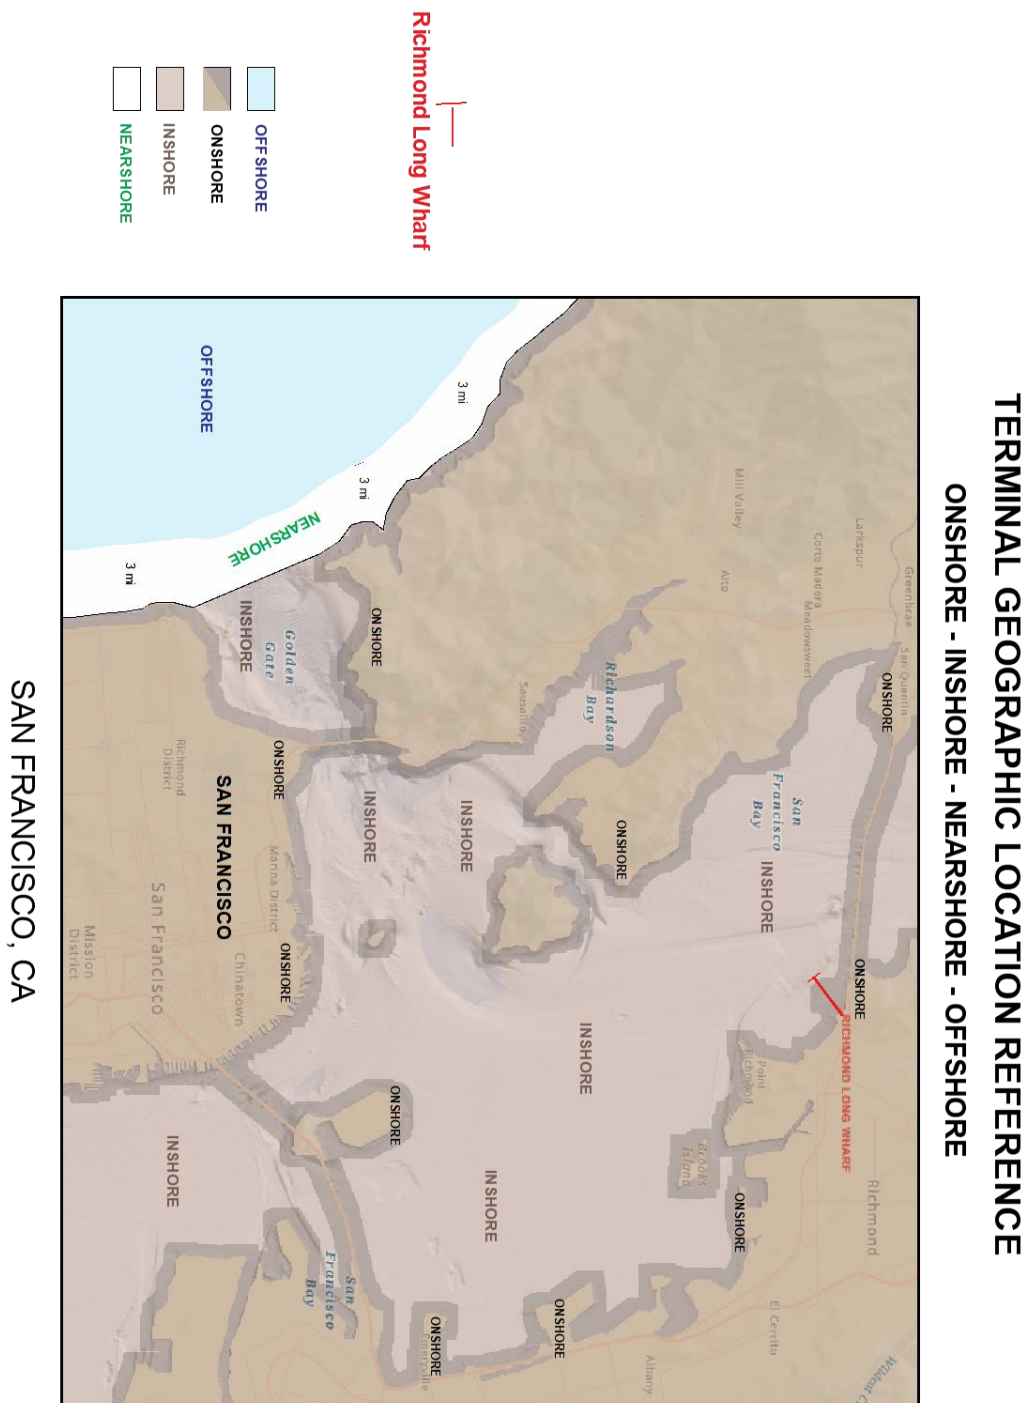 TERMINAL GEOGRAPHIC LOCATION REFERENCE
ONSHORE - INSHORE - NEARSHORE - OFFSHORE
Richmond Long Wharf
OFFSHORE
ONSHORE
INSHORE
NEARSHORE
Greenbrae
San Quentin
ONSHORE
Larkspur
Corte Madera
Meadowsweet
Mill Valley
Alto
San
Francisco
Bay
INSHORE
ONSHORE
RICHMOND LONG WHARF
Richmond
Point
Richmond
Brooks
Island
ONSHORE
El Cerrito
Wildcat C
Albany
Richardson
Bay
ONSHORE
Sausalito
INSHORE
ONSHORE
3 mi
INSHORE
INSHORE
ONSHORE
Emeryville
3 mi
ONSHORE
INSHORE
ONSHORE
NEARSHORE
Golden
Gate
INSHORE
ONSHORE
Marina District
ONSHORE
San
Francisco
Bay
OFFSHORE
SAN FRANCISCO
Chinatown
Richmond
District
San Francisco
INSHORE
3 mi
Mission
District
SAN FRANCISCO, CA